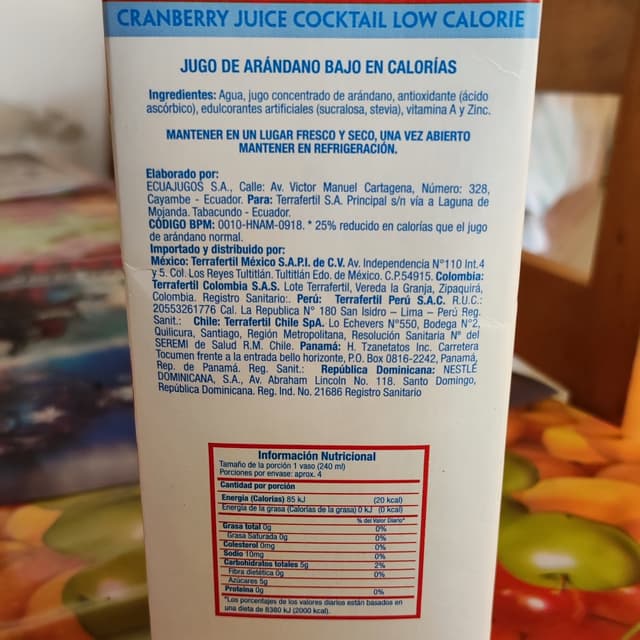 CRANBERRY JUICE COCKTAIL LOW CALORIE
JUGO DE ARÁNDANO BAJO EN CALORÍAS
Ingredientes: Agua, jugo concentrado de arándano, antioxidante (ácido
ascórbico), edulcorantes artificiales (sucralosa, stevia), vitamina A y Zinc.
MANTENER EN UN LUGAR FRESCO Y SECO, UNA VEZ ABIERTO
MANTENER EN REFRIGERACIÓN.
Elaborado por:
ECUAJUGOS S.A., Calle: Av. Victor Manuel Cartagena, Número: 328,
Cayambe - Ecuador. Para: Terrafertil S.A. Principal s/n vía a Laguna de
Mojanda. Tabacundo - Ecuador.
CÓDIGO BPM: 0010-HNAM-0918. * 25% reducido en calorías que el jugo
de arándano normal.
Importado y distribuido por:
México: Terrafertil México S.A.P.I. de C.V. Av. Independencia N°110 Int.4
y 5. Col. Los Reyes Tultitlán. Tultitlán Edo. de México. C.P.54915. Colombia:
Terrafertil Colombia S.A.S. Lote Terrafertil, Vereda la Granja, Zipaquirá,
Colombia. Registro Sanitario:. Perú: Terrafertil Perú S.A.C. R.U.C.:
20553261776 Cal. La Republica N° 180 San Isidro – Lima – Perú Reg.
Sanit.: Chile: Terrafertil Chile SpA. Lo Echevers N°550, Bodega N°2,
Quilicura, Santiago, Región Metropolitana, Resolución Sanitaria N° del
SEREMI de Salud R.M. Chile. Panamá: H. Tzanetatos Inc. Carretera
Tocumen frente a la entrada bello horizonte, P.O. Box 0816-2242, Panamá,
Rep. de Panamá. Reg. Sanit.: República Dominicana: NESTLÉ
DOMINICANA, S.A., Av. Abraham Lincoln No. 118. Santo Domingo,
República Dominicana. Reg. Ind. No. 21686 Registro Sanitario
Información Nutricional
Tamaño de la porción 1 vaso (240 ml)
Porciones por envase: aprox. 4
Cantidad por porción
Energía (Calorías) 85 kJ (20 kcal)
Energía de la grasa (Calorías de la grasa) 0 kJ (0 kcal)
% del Valor Diario*
Grasa total 0g 0%
Grasa Saturada 0g 0%
Colesterol 0mg 0%
Sodio 10mg 0%
Carbohidratos totales 5g 2%
Fibra dietética 0g 0%
Azúcares 5g
Proteína 0g 0%
*Los porcentajes de los valores diarios están basados en
una dieta de 8380 kJ (2000 kcal).